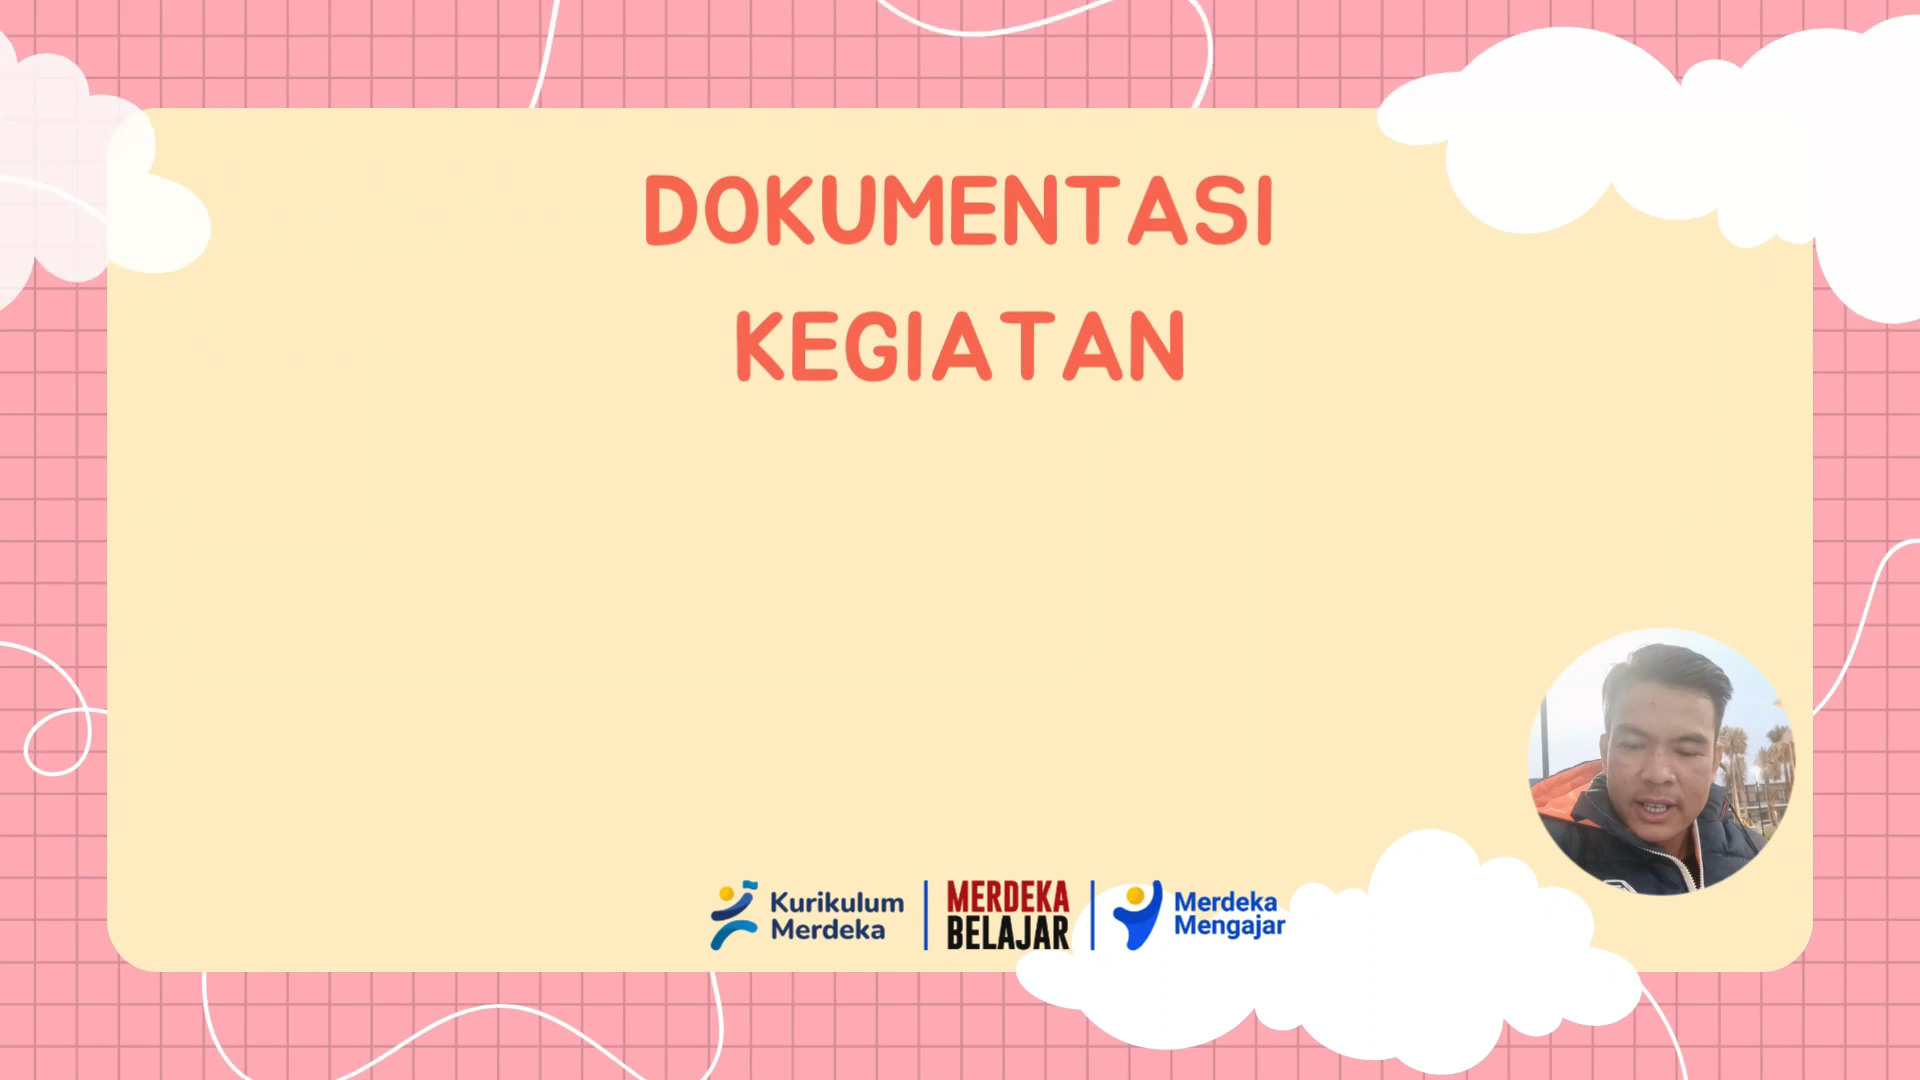 DOKUMENTASI
KEGIATAN
Kurikulum
Merdeka
MERDEKA
BELAJAR
Merdeka
Mengajar